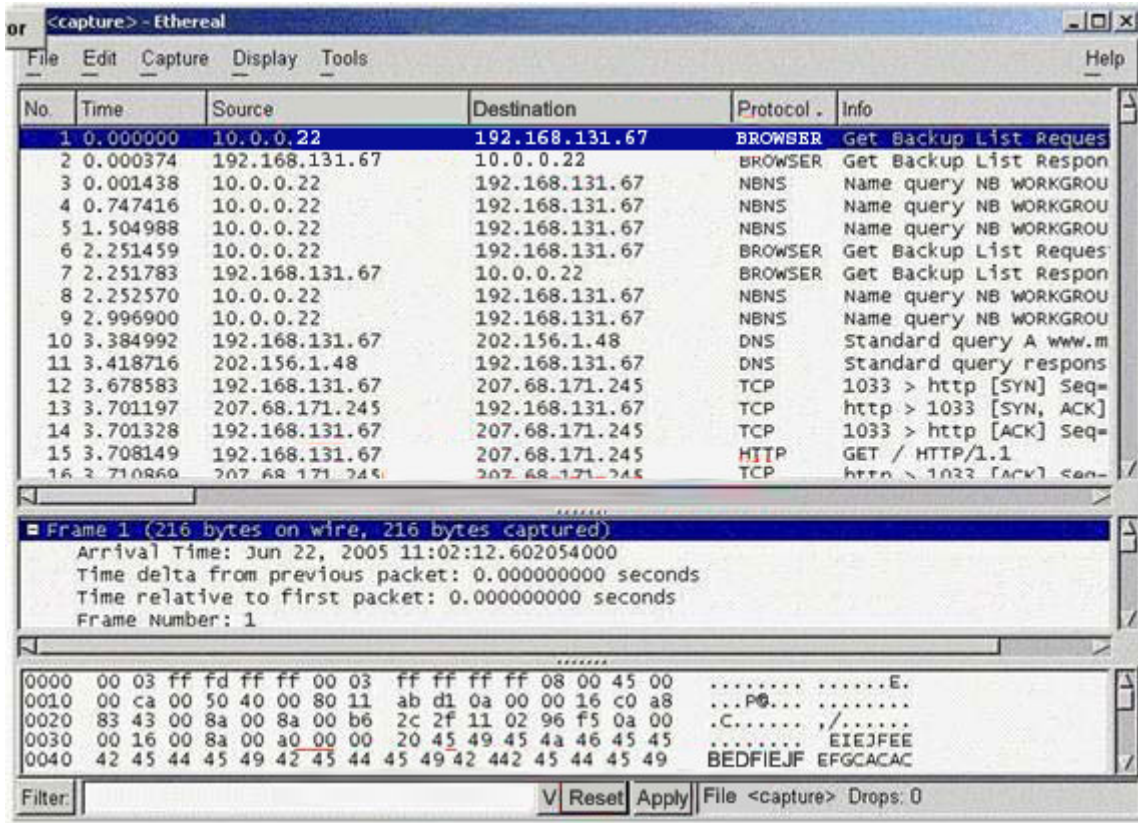 or <capture> - Ethereal
File Edit Capture Display Tools Help
No. Time Source Destination Protocol . Info
1 0.000000 10.0.0.22 192.168.131.67 BROWSER Get Backup List Reques
2 0.000374 192.168.131.67 10.0.0.22 BROWSER Get Backup List Respon
3 0.001438 10.0.0.22 192.168.131.67 NBNS Name query NB WORKGROU
4 0.747416 10.0.0.22 192.168.131.67 NBNS Name query NB WORKGROU
5 1.504988 10.0.0.22 192.168.131.67 NBNS Name query NB WORKGROU
6 2.251459 10.0.0.22 192.168.131.67 BROWSER Get Backup List Reques
7 2.251783 192.168.131.67 10.0.0.22 BROWSER Get Backup List Respon
8 2.252570 10.0.0.22 192.168.131.67 NBNS Name query NB WORKGROU
9 2.996900 10.0.0.22 192.168.131.67 NBNS Name query NB WORKGROU
10 3.384992 192.168.131.67 202.156.1.48 DNS Standard query A www.m
11 3.418716 202.156.1.48 192.168.131.67 DNS Standard query respons
12 3.678583 192.168.131.67 207.68.171.245 TCP 1033 > http [SYN] Seq=
13 3.701197 207.68.171.245 192.168.131.67 TCP http > 1033 [SYN, ACK]
14 3.701328 192.168.131.67 207.68.171.245 TCP 1033 > http [ACK] Seq=
15 3.708149 192.168.131.67 207.68.171.245 HTTP GET / HTTP/1.1
16 3.710869 207.68.171.245 207.68.171.245 TCP http > 1033 [ACK] Seq=
Frame 1 (216 bytes on wire, 216 bytes captured)
Arrival Time: Jun 22, 2005 11:02:12.602054000
Time delta from previous packet: 0.000000000 seconds
Time relative to first packet: 0.000000000 seconds
Frame Number: 1
0000 00 03 ff fd ff ff 00 03 ff ff ff ff 08 00 45 00 ........ ......E.
0010 00 ca 00 50 40 00 80 11 ab d1 0a 00 00 16 c0 a8 ...P@... ........
0020 83 43 00 8a 00 8a 00 b6 2c 2f 11 02 96 f5 0a 00 .C...... ,/......
0030 00 16 00 8a 00 a0 00 00 20 45 49 45 4a 46 45 45 ........ EIEJFEE
0040 42 45 44 45 49 42 45 44 45 49 42 442 45 44 45 49 BEDFIEJF EFGCACAC
Filter: V Reset Apply File <capture> Drops: 0